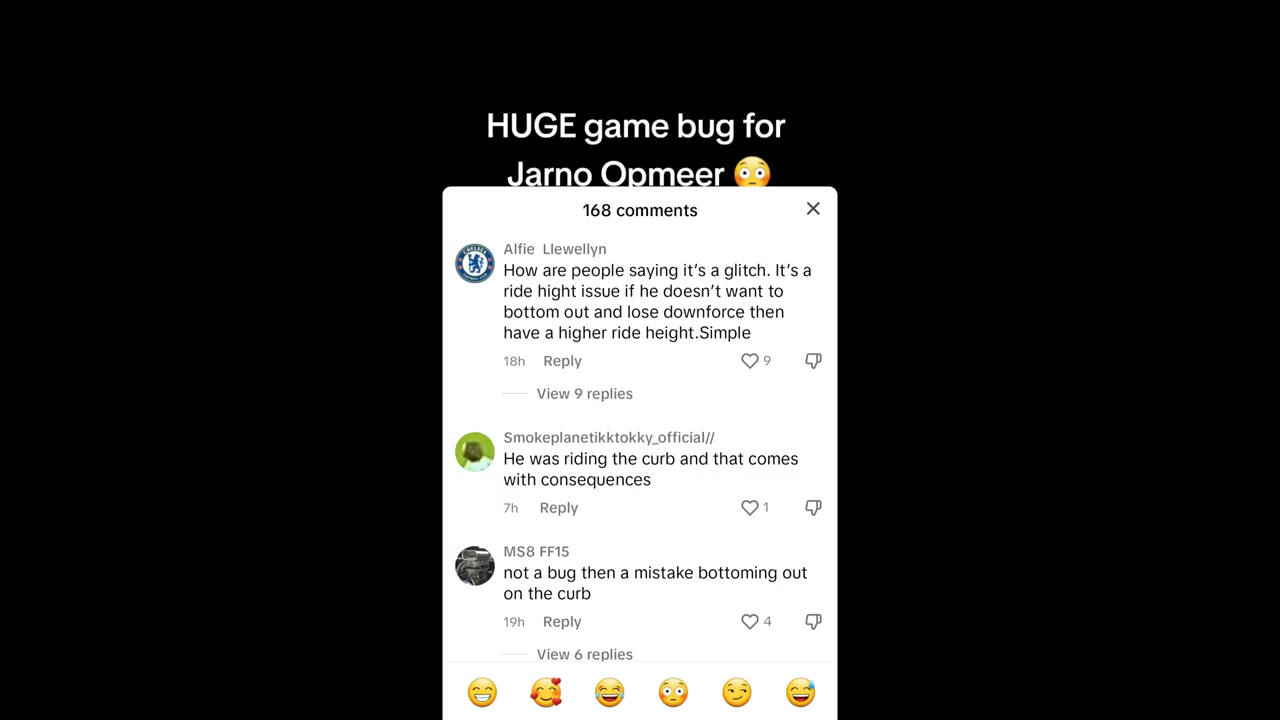 HUGE game bug for
Jarno Opmeer 😳
168 comments
Alfie Llewellyn
How are people saying it's a glitch. It's a
ride hight issue if he doesn't want to
bottom out and lose downforce then
have a higher ride height.Simple
18h Reply 9
View 9 replies
Smokeplanetikktokky_official//
He was riding the curb and that comes
with consequences
7h Reply 1
MS8 FF15
not a bug then a mistake bottoming out
on the curb
19h Reply 4
View 6 replies
😁 🥰 😂 😳 😏 😅